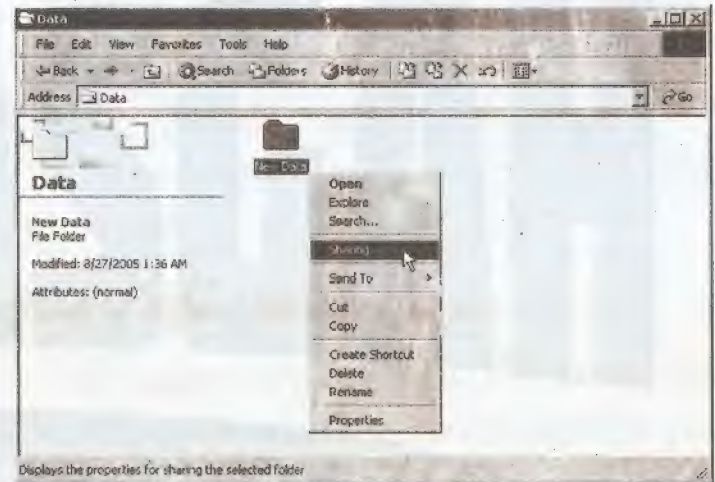 Data
File Edit View Favorites Tools Help
Back Search Folders History
Address Data Go
New Data
Data
New Data
File Folder
Modified: 8/27/2005 1:36 AM
Attributes: (normal)
Open
Explore
Search...
Sharing...
Send To
Cut
Copy
Create Shortcut
Delete
Rename
Properties
Displays the properties for sharing the selected folder